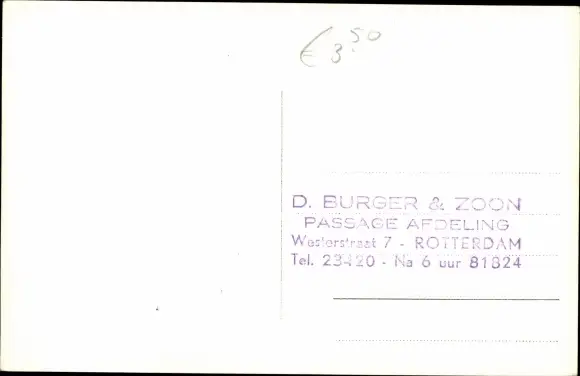 € 3.50
D. BURGER & ZOON
PASSAGE AFDELING
Westerstraat 7 - ROTTERDAM
Tel. 23420 - Na 6 uur 81824